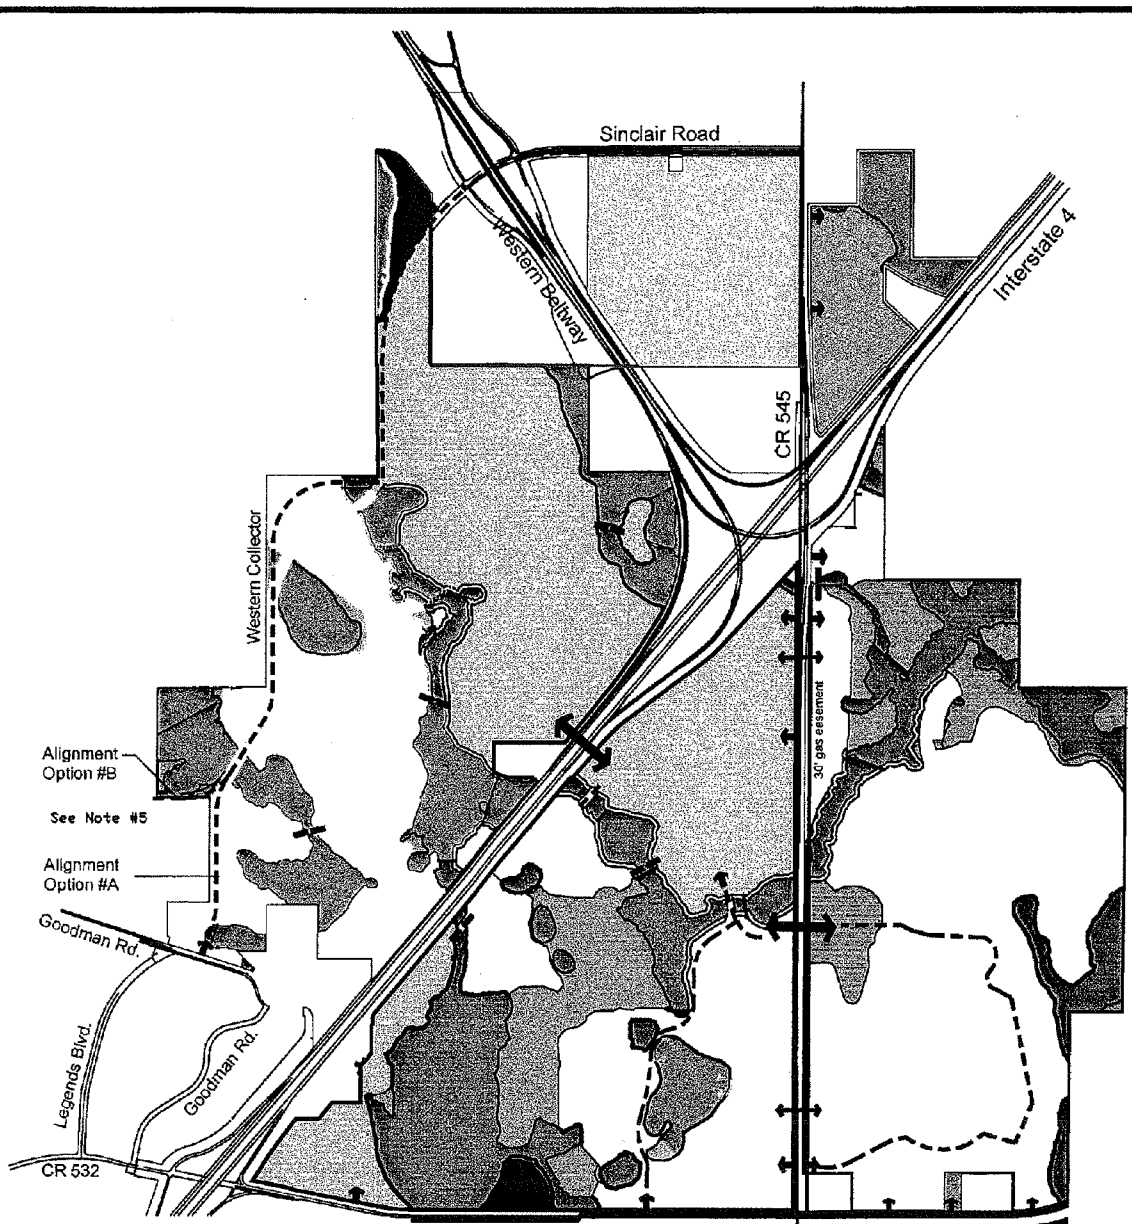 Sinclair Road
Interstate 4
Western Beltway
CR 545
Western Collector
30' gas easement
Alignment
Option #B
See Note #5
Alignment
Option #A
Goodman Rd.
Legends Blvd.
Goodman Rd.
CR 532